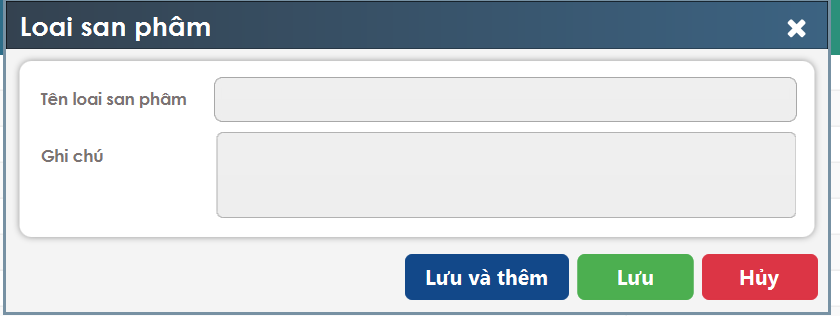 Loai san phâm
Tên loai san phâm
Ghi chú
Lưu và thêm
Lưu
Hủy